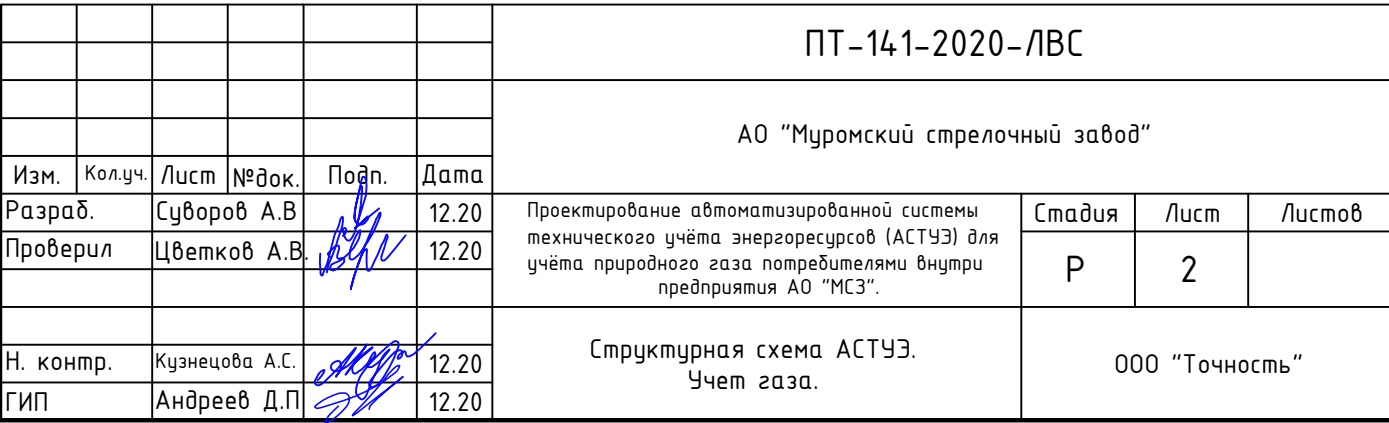 ПТ-141-2020-ЛВС
АО "Муромский стрелочный завод"
Изм. Кол.уч. Лист №док. Подп. Дата
Разраб. Суворов А.В 12.20
Проверил Цветков А.В. 12.20
Проектирование автоматизированной системы
технического учёта энергоресурсов (АСТУЭ) для
учёта природного газа потребителями внутри
предприятия АО "МСЗ".
Стадия Лист Листов
Р 2
Н. контр. Кузнецова А.С. 12.20
ГИП Андреев Д.П 12.20
Структурная схема АСТУЭ.
Учет газа.
ООО "Точность"